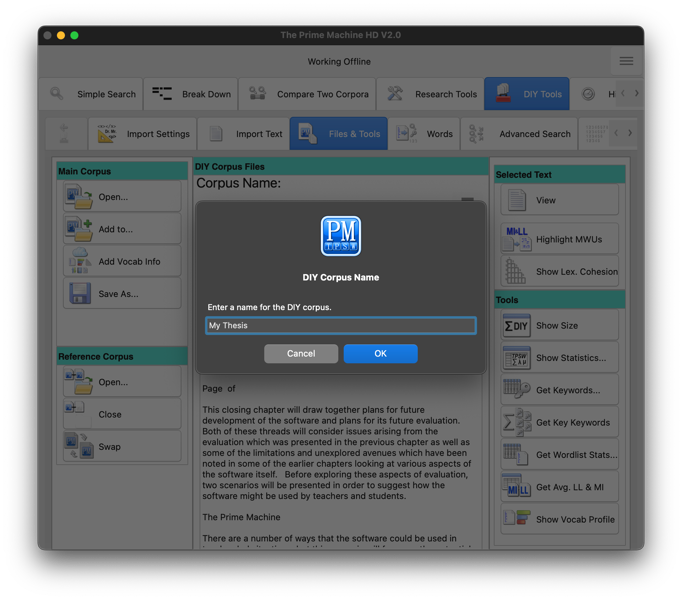 The Prime Machine HD V2.0
Working Offline
Simple Search
Break Down
Compare Two Corpora
Research Tools
DIY Tools
Import Settings
Import Text
Files & Tools
Words
Advanced Search
Main Corpus
Open...
Add to...
Add Vocab Info
Save As...
Reference Corpus
Open...
Close
Swap
DIY Corpus Files
Corpus Name:
PM
TPSW
DIY Corpus Name
Enter a name for the DIY corpus.
My Thesis
Cancel
OK
Page of
This closing chapter will draw together plans for future
development of the software and plans for its future evaluation.
Both of these threads will consider issues arising from the
evaluation which was presented in the previous chapter as well as
some of the limitations and unexplored avenues which have been
noted in some of the earlier chapters looking at various aspects of
the software itself. Before exploring these aspects of evaluation,
two scenarios will be presented in order to suggest how the
software might be used by teachers and students.
The Prime Machine
There are a number of ways that the software could be used in
Selected Text
View
Highlight MWUs
Show Lex. Cohesion
Tools
Show Size
Show Statistics...
Get Keywords...
Get Key Keywords
Get Wordlist Stats...
Get Avg. LL & MI
Show Vocab Profile